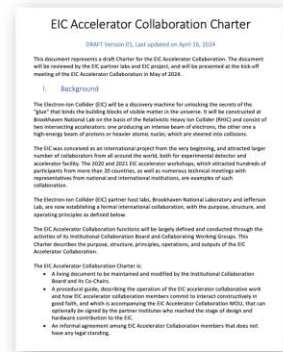 EIC Accelerator Collaboration Charter
DRAFT Version 01, Last updated on April 16, 2024
This document represents a draft Charter for the EIC Accelerator Collaboration. The document
will be reviewed by the EIC partner labs and EIC project, and will be presented at the kick-off
meeting of the EIC Accelerator Collaboration in May of 2024.
I. Background
The Electron-Ion Collider (EIC) will be a discovery machine for unlocking the secrets of the
"glue" that binds the building blocks of visible matter in the universe. It will be constructed at
Brookhaven National Lab on the basis of the Relativistic Heavy Ion Collider (RHIC) and consist of
two intersecting accelerators: one producing an intense beam of electrons, the other one a
high-energy beam of protons or heavier atomic nuclei, which are steered into collisions.
The EIC was conceived as an international project from the very beginning, and attracted larger
number of collaborators from all around the world, both for experimental detector and
accelerator facility. The 2020 and 2021 EIC accelerator workshops, which attracted hundreds of
participants from more than 20 countries, as well as numerous technical meetings with
representatives from national and international institutions, are examples of such
collaboration.
The Electron-Ion Collider (EIC) partner host labs, Brookhaven National Laboratory and Jefferson
Lab, are now establishing a formal international collaboration, with the purpose, structure, and
operating principles as defined below.
The EIC Accelerator Collaboration functions will be largely defined and conducted through the
activities of its Institutional Collaboration Board and Collaborating Working Groups. This
Charter describes the purpose, structure, principles, operations, and outputs of the EIC
Accelerator Collaboration.
The EIC Accelerator Collaboration Charter is:
• A living document to be maintained and modified by the Institutional Collaboration
Board and its Co-Chairs.
• A procedural guide, describing the operation of the EIC accelerator collaborative work
and how EIC accelerator collaboration members commit to interact constructively in
good faith, and which is accompanying the EIC Accelerator Collaboration MOU, that can
optionally be signed by the partner institutes who reached the stage of design and
hardware contribution to the EIC.
• An informal agreement among EIC Accelerator Collaboration members that does not
have any legal standing.